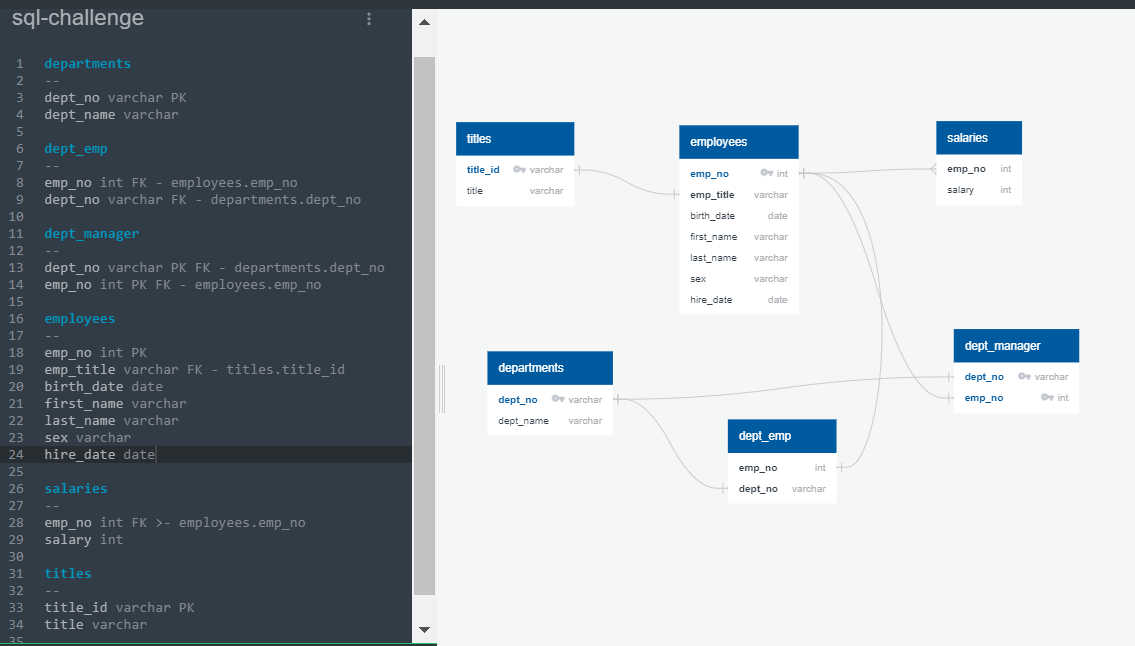 sql-challenge
1 departments
2 --
3 dept_no varchar PK
4 dept_name varchar
5
6 dept_emp
7 --
8 emp_no int FK - employees.emp_no
9 dept_no varchar FK - departments.dept_no
10
11 dept_manager
12 --
13 dept_no varchar PK FK - departments.dept_no
14 emp_no int PK FK - employees.emp_no
15
16 employees
17 --
18 emp_no int PK
19 emp_title varchar FK - titles.title_id
20 birth_date date
21 first_name varchar
22 last_name varchar
23 sex varchar
24 hire_date date
25
26 salaries
27 --
28 emp_no int FK >- employees.emp_no
29 salary int
30
31 titles
32 --
33 title_id varchar PK
34 title varchar
35
titles
title_id varchar
title varchar
employees
emp_no int
emp_title varchar
birth_date date
first_name varchar
last_name varchar
sex varchar
hire_date date
salaries
emp_no int
salary int
departments
dept_no varchar
dept_name varchar
dept_emp
emp_no int
dept_no varchar
dept_manager
dept_no varchar
emp_no int